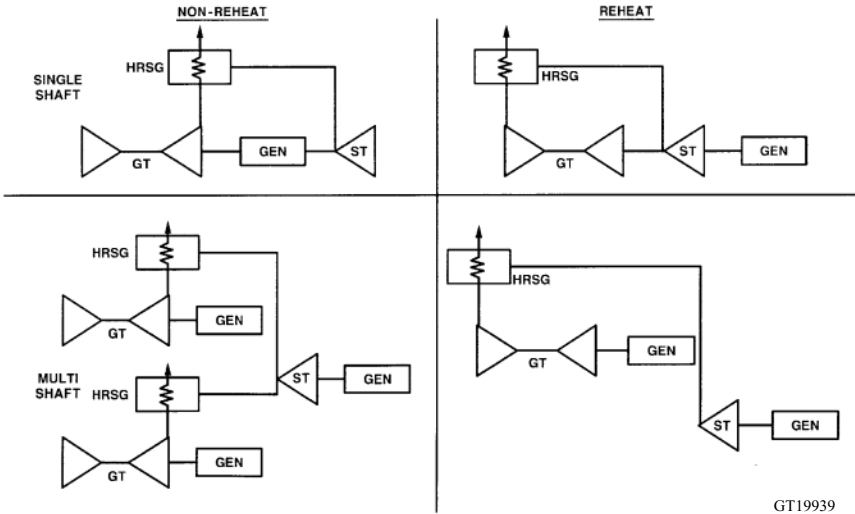 NON-REHEAT
REHEAT
SINGLE
SHAFT
HRSG
GT
GEN
ST
HRSG
GT
ST
GEN
MULTI
SHAFT
HRSG
GT
GEN
HRSG
GT
GEN
ST
GEN
HRSG
GT
GEN
ST
GEN
GT19939